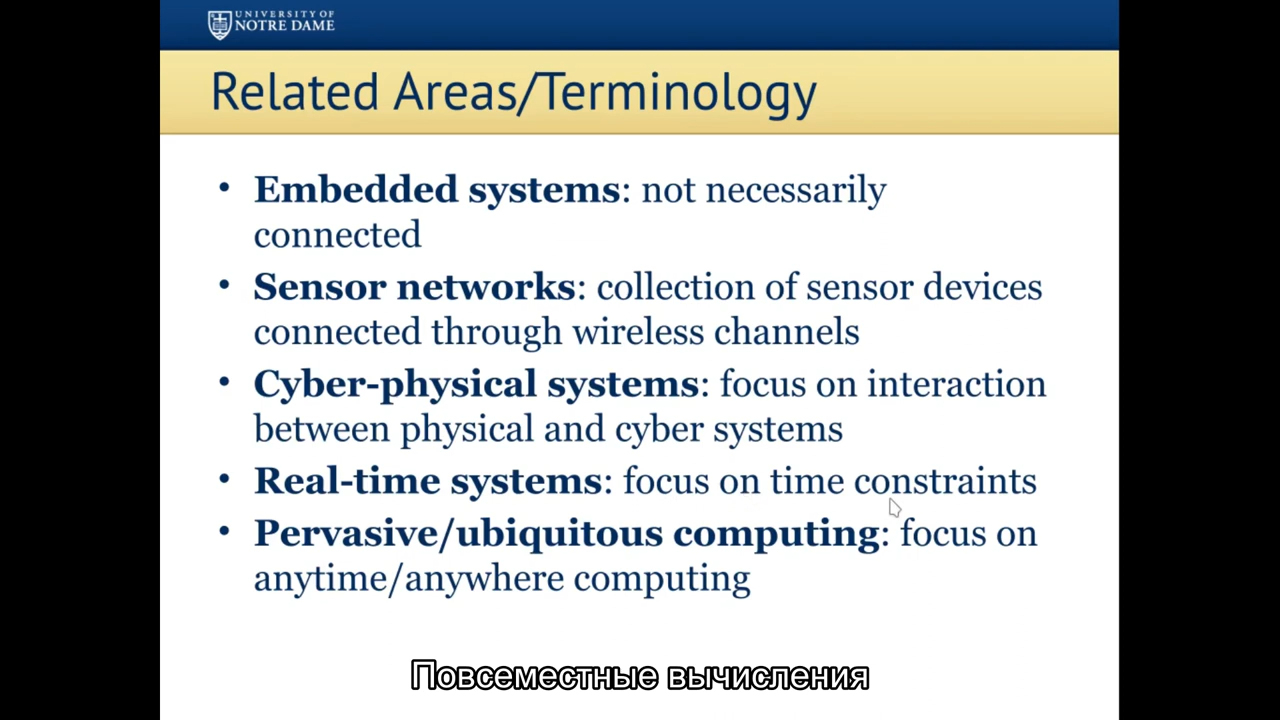 UNIVERSITY OF
NOTRE DAME
Related Areas/Terminology
• Embedded systems: not necessarily
connected
• Sensor networks: collection of sensor devices
connected through wireless channels
• Cyber-physical systems: focus on interaction
between physical and cyber systems
• Real-time systems: focus on time constraints
• Pervasive/ubiquitous computing: focus on
anytime/anywhere computing
Повсеместные вычисления